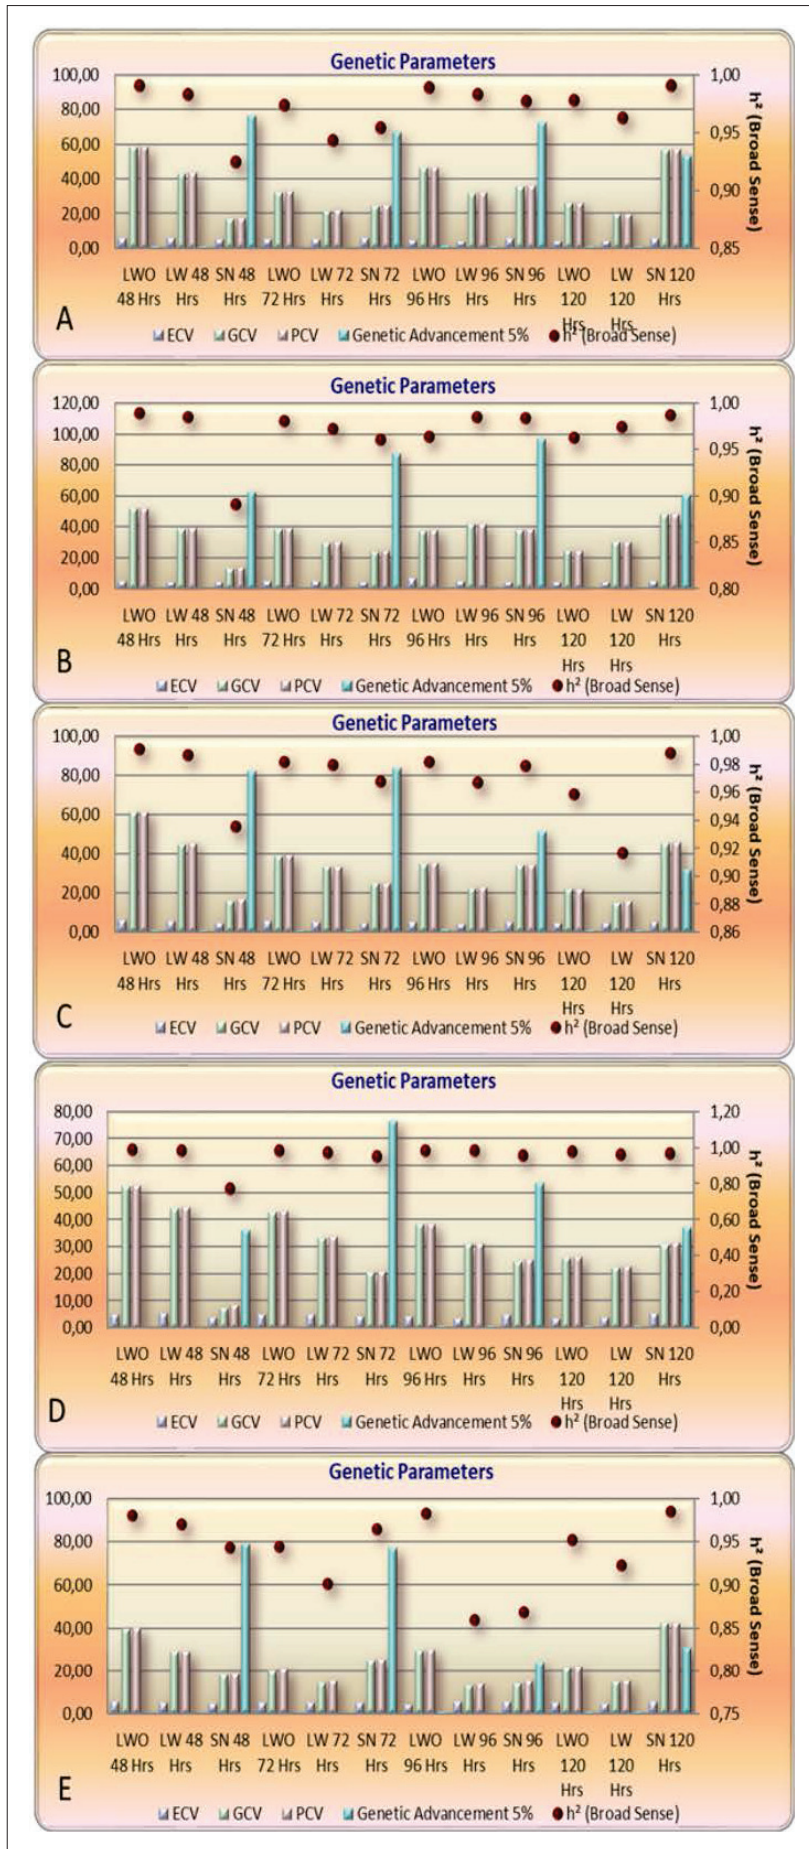 Genetic Parameters
100,00
80,00
60,00
40,00
20,00
0,00
1,00
0,95
0,90
0,85
h² (Broad Sense)
LWO 48 Hrs
LW 48 Hrs
SN 48 Hrs
LWO 72 Hrs
LW 72 Hrs
SN 72 Hrs
LWO 96 Hrs
LW 96 Hrs
SN 96 Hrs
LWO 120 Hrs
LW 120 Hrs
SN 120 Hrs
A
ECV GCV PCV Genetic Advancement 5% h² (Broad Sense)
Genetic Parameters
120,00
100,00
80,00
60,00
40,00
20,00
0,00
1,00
0,95
0,90
0,85
0,80
h² (Broad Sense)
LWO 48 Hrs
LW 48 Hrs
SN 48 Hrs
LWO 72 Hrs
LW 72 Hrs
SN 72 Hrs
LWO 96 Hrs
LW 96 Hrs
SN 96 Hrs
LWO 120 Hrs
LW 120 Hrs
SN 120 Hrs
B
ECV GCV PCV Genetic Advancement 5% h² (Broad Sense)
Genetic Parameters
100,00
80,00
60,00
40,00
20,00
0,00
1,00
0,98
0,96
0,94
0,92
0,90
0,88
0,86
h² (Broad Sense)
LWO 48 Hrs
LW 48 Hrs
SN 48 Hrs
LWO 72 Hrs
LW 72 Hrs
SN 72 Hrs
LWO 96 Hrs
LW 96 Hrs
SN 96 Hrs
LWO 120 Hrs
LW 120 Hrs
SN 120 Hrs
C
ECV GCV PCV Genetic Advancement 5% h² (Broad Sense)
Genetic Parameters
80,00
70,00
60,00
50,00
40,00
30,00
20,00
10,00
0,00
1,20
1,00
0,80
0,60
0,40
0,20
0,00
h² (Broad Sense)
LWO 48 Hrs
LW 48 Hrs
SN 48 Hrs
LWO 72 Hrs
LW 72 Hrs
SN 72 Hrs
LWO 96 Hrs
LW 96 Hrs
SN 96 Hrs
LWO 120 Hrs
LW 120 Hrs
SN 120 Hrs
D
ECV GCV PCV Genetic Advancement 5% h² (Broad Sense)
Genetic Parameters
100,00
80,00
60,00
40,00
20,00
0,00
1,00
0,95
0,90
0,85
0,80
0,75
h² (Broad Sense)
LWO 48 Hrs
LW 48 Hrs
SN 48 Hrs
LWO 72 Hrs
LW 72 Hrs
SN 72 Hrs
LWO 96 Hrs
LW 96 Hrs
SN 96 Hrs
LWO 120 Hrs
LW 120 Hrs
SN 120 Hrs
E
ECV GCV PCV Genetic Advancement 5% h² (Broad Sense)